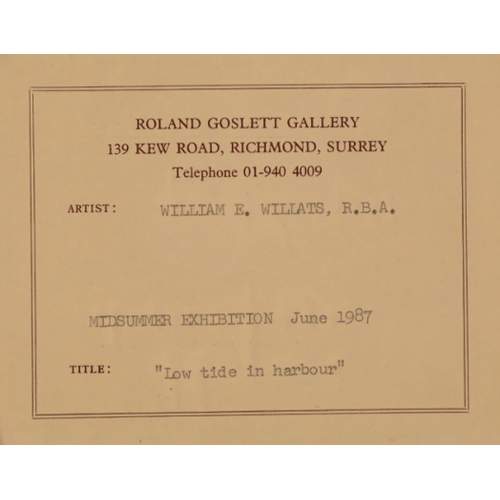 ROLAND GOSLETT GALLERY
139 KEW ROAD, RICHMOND, SURREY
Telephone 01-940 4009
ARTIST: WILLIAM E. WILLATS, R.B.A.
MIDSUMMER EXHIBITION June 1987
TITLE: "Low tide in harbour"